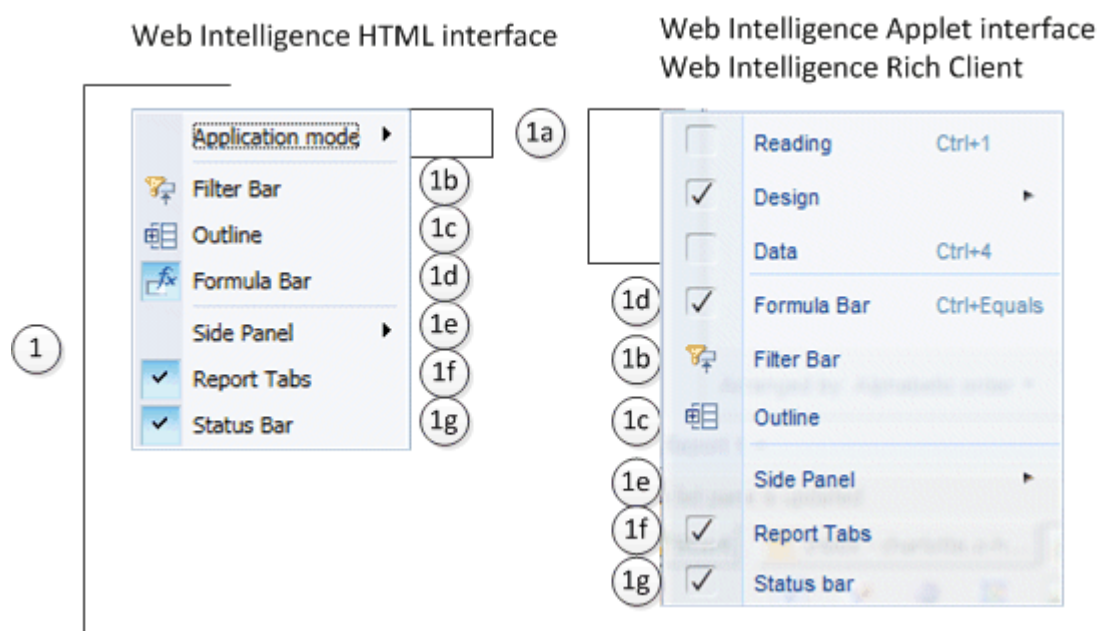 Web Intelligence HTML interface
Web Intelligence Applet interface
Web Intelligence Rich Client
1
Application mode
1a
Filter Bar
1b
Outline
1c
Formula Bar
1d
Side Panel
1e
Report Tabs
1f
Status Bar
1g
Reading Ctrl+1
Design
Data Ctrl+4
1d
Formula Bar Ctrl+Equals
1b
Filter Bar
1c
Outline
1e
Side Panel
1f
Report Tabs
1g
Status bar